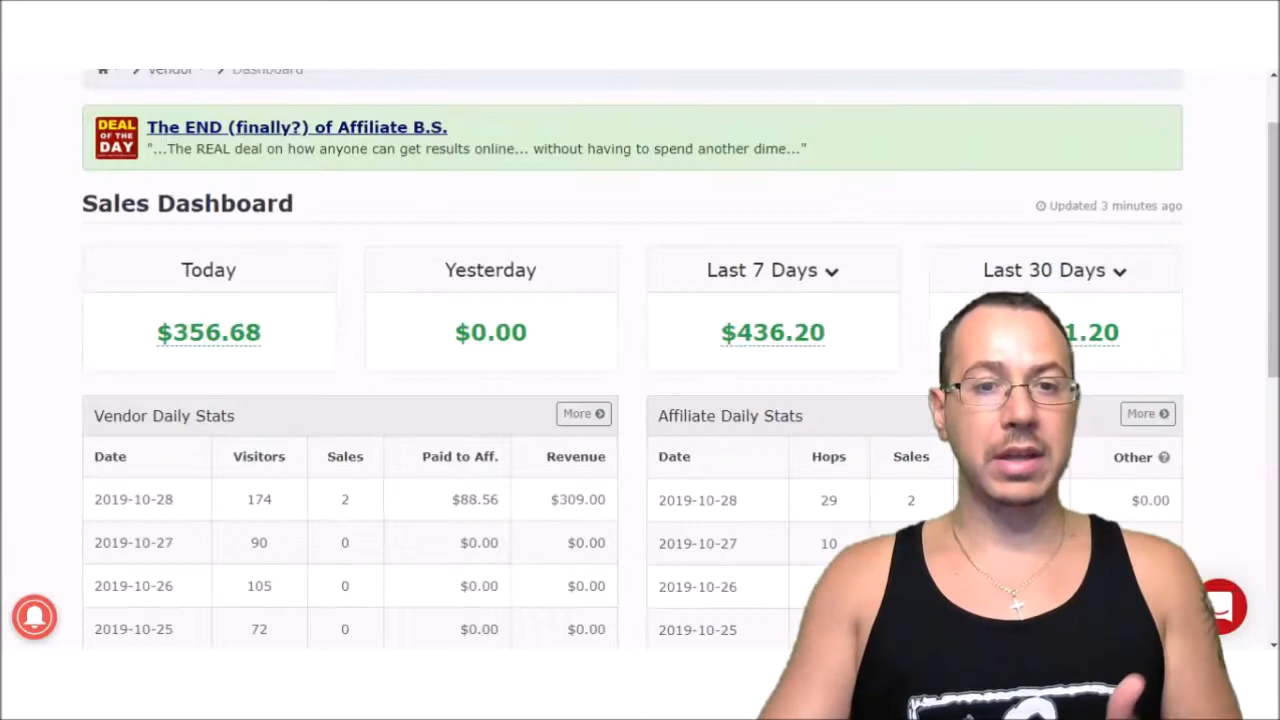 Vendor
Dashboard
DEAL
OF THE
DAY
The END (finally?) of Affiliate B.S.
"...The REAL deal on how anyone can get results online... without having to spend another dime..."
Sales Dashboard
Updated 3 minutes ago
Today
Yesterday
Last 7 Days
Last 30 Days
$356.68
$0.00
$436.20
1.20
Vendor Daily Stats
More
Date Visitors Sales Paid to Aff. Revenue
2019-10-28 174 2 $88.56 $309.00
2019-10-27 90 0 $0.00 $0.00
2019-10-26 105 0 $0.00 $0.00
2019-10-25 72 0 $0.00 $0.00
Affiliate Daily Stats
More
Date Hops Sales Other
2019-10-28 29 2 $0.00
2019-10-27 10
2019-10-26
2019-10-25